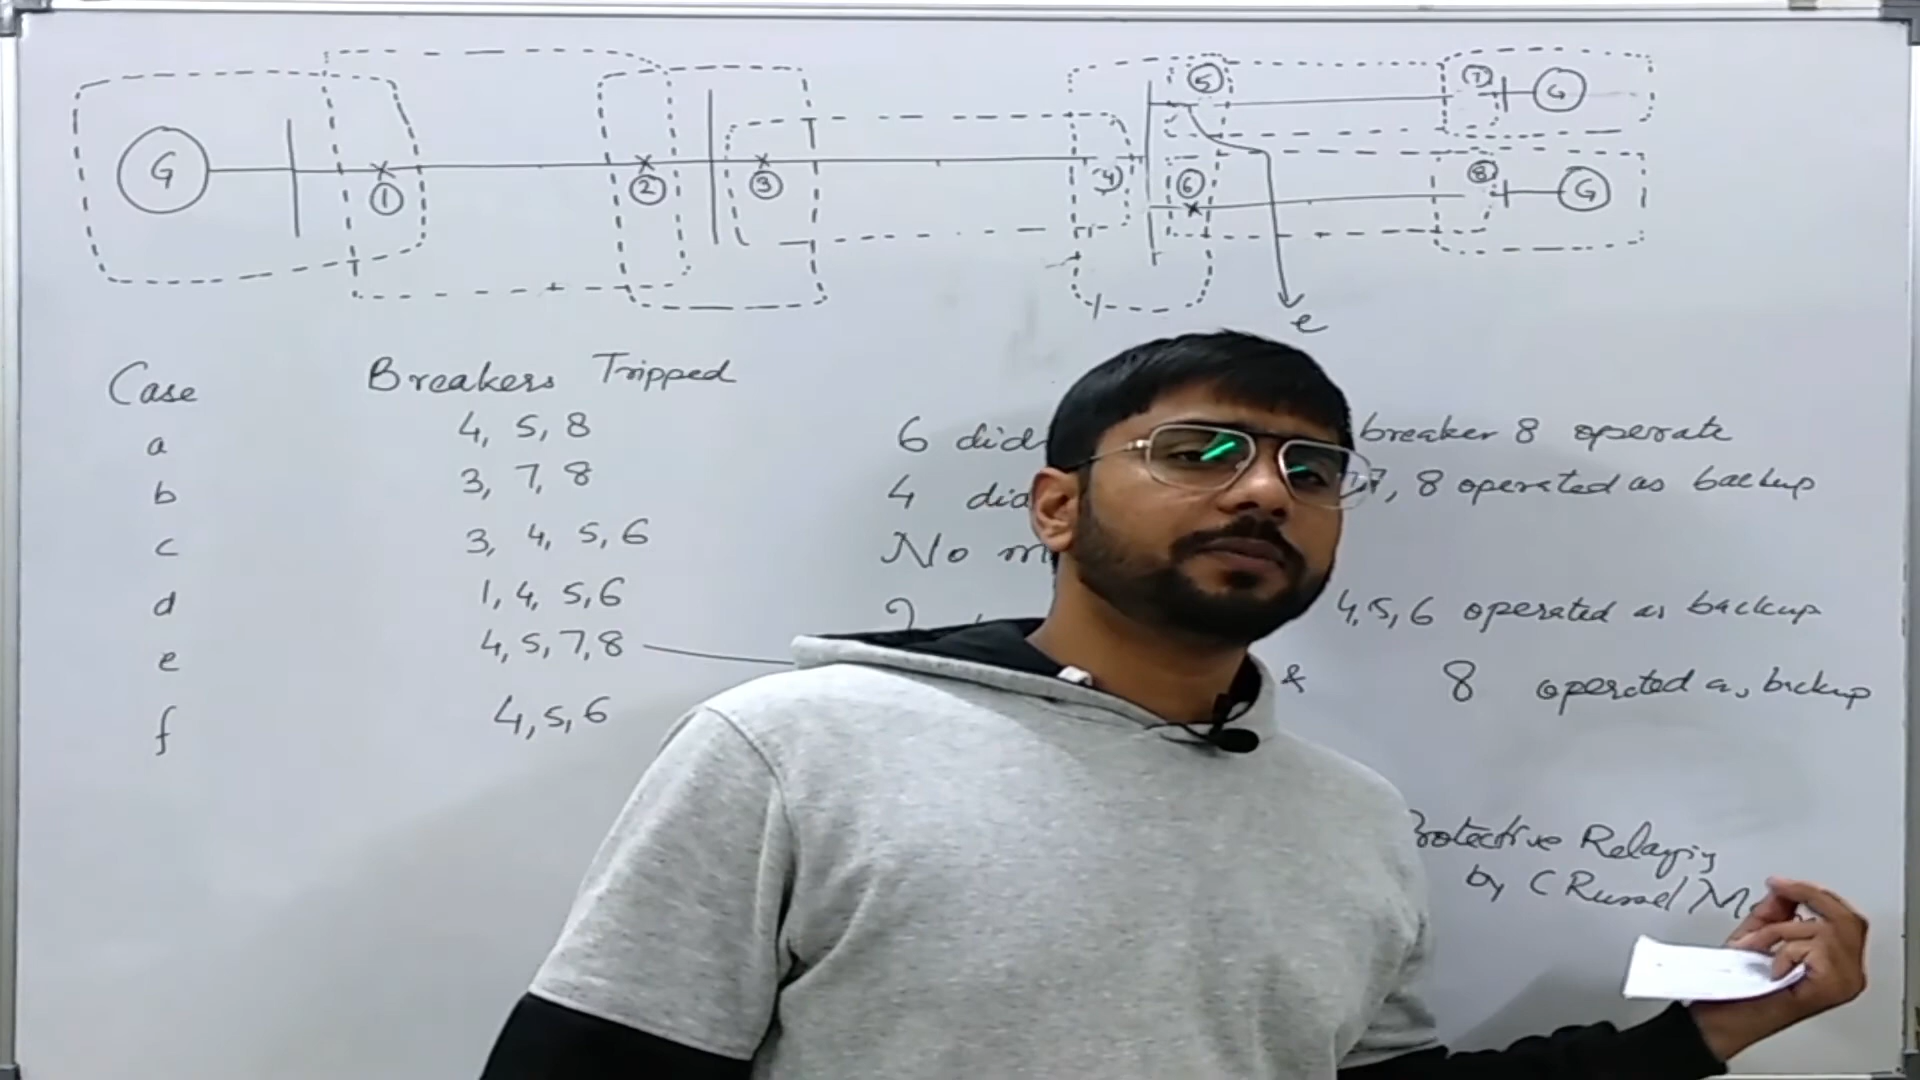 G
1
2
3
4
5
6
7
G
8
G
e
Case Breakers Tripped
a 4, 5, 8 6 breaker 8 operate
b 3, 7, 8 4 7, 8 operated as backup
c 3, 4, 5, 6 No
d 1, 4, 5, 6 4, 5, 6 operated as backup
e 4, 5, 7, 8 & 8 operated as backup
f 4, 5, 6
Protective Relaying
by C Russel